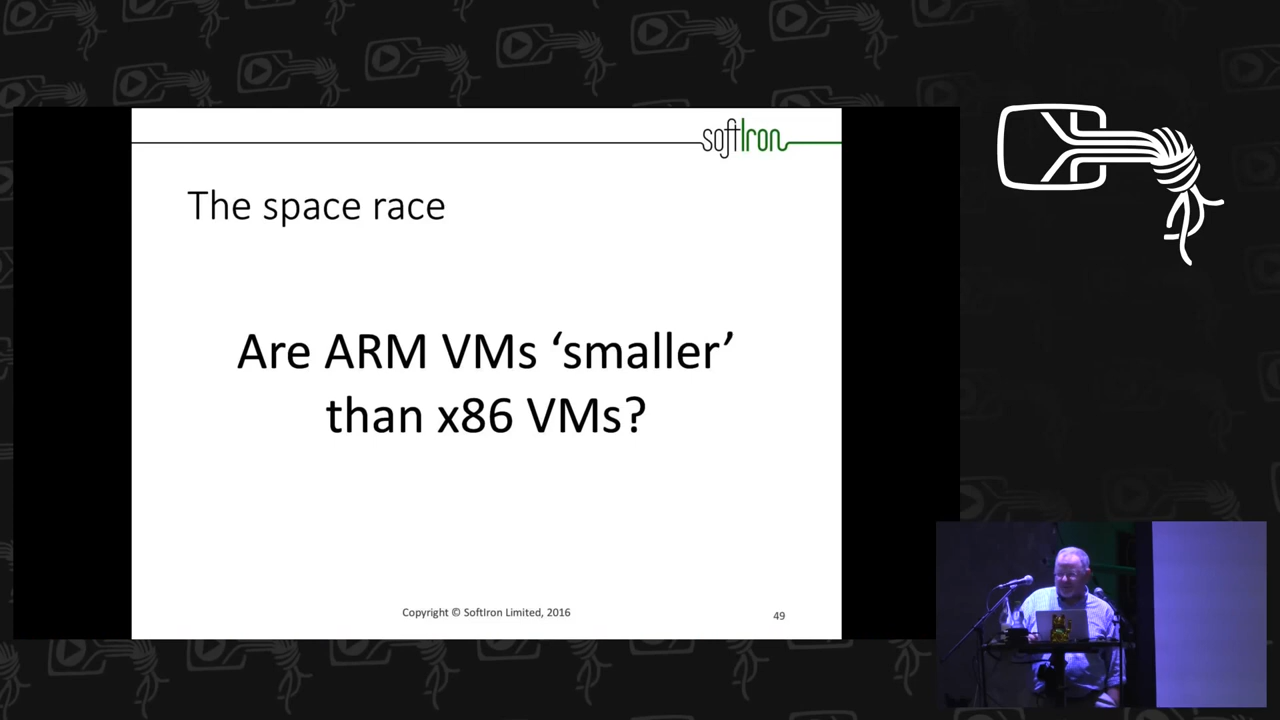 softIron
The space race
Are ARM VMs ‘smaller’
than x86 VMs?
Copyright © SoftIron Limited, 2016
49